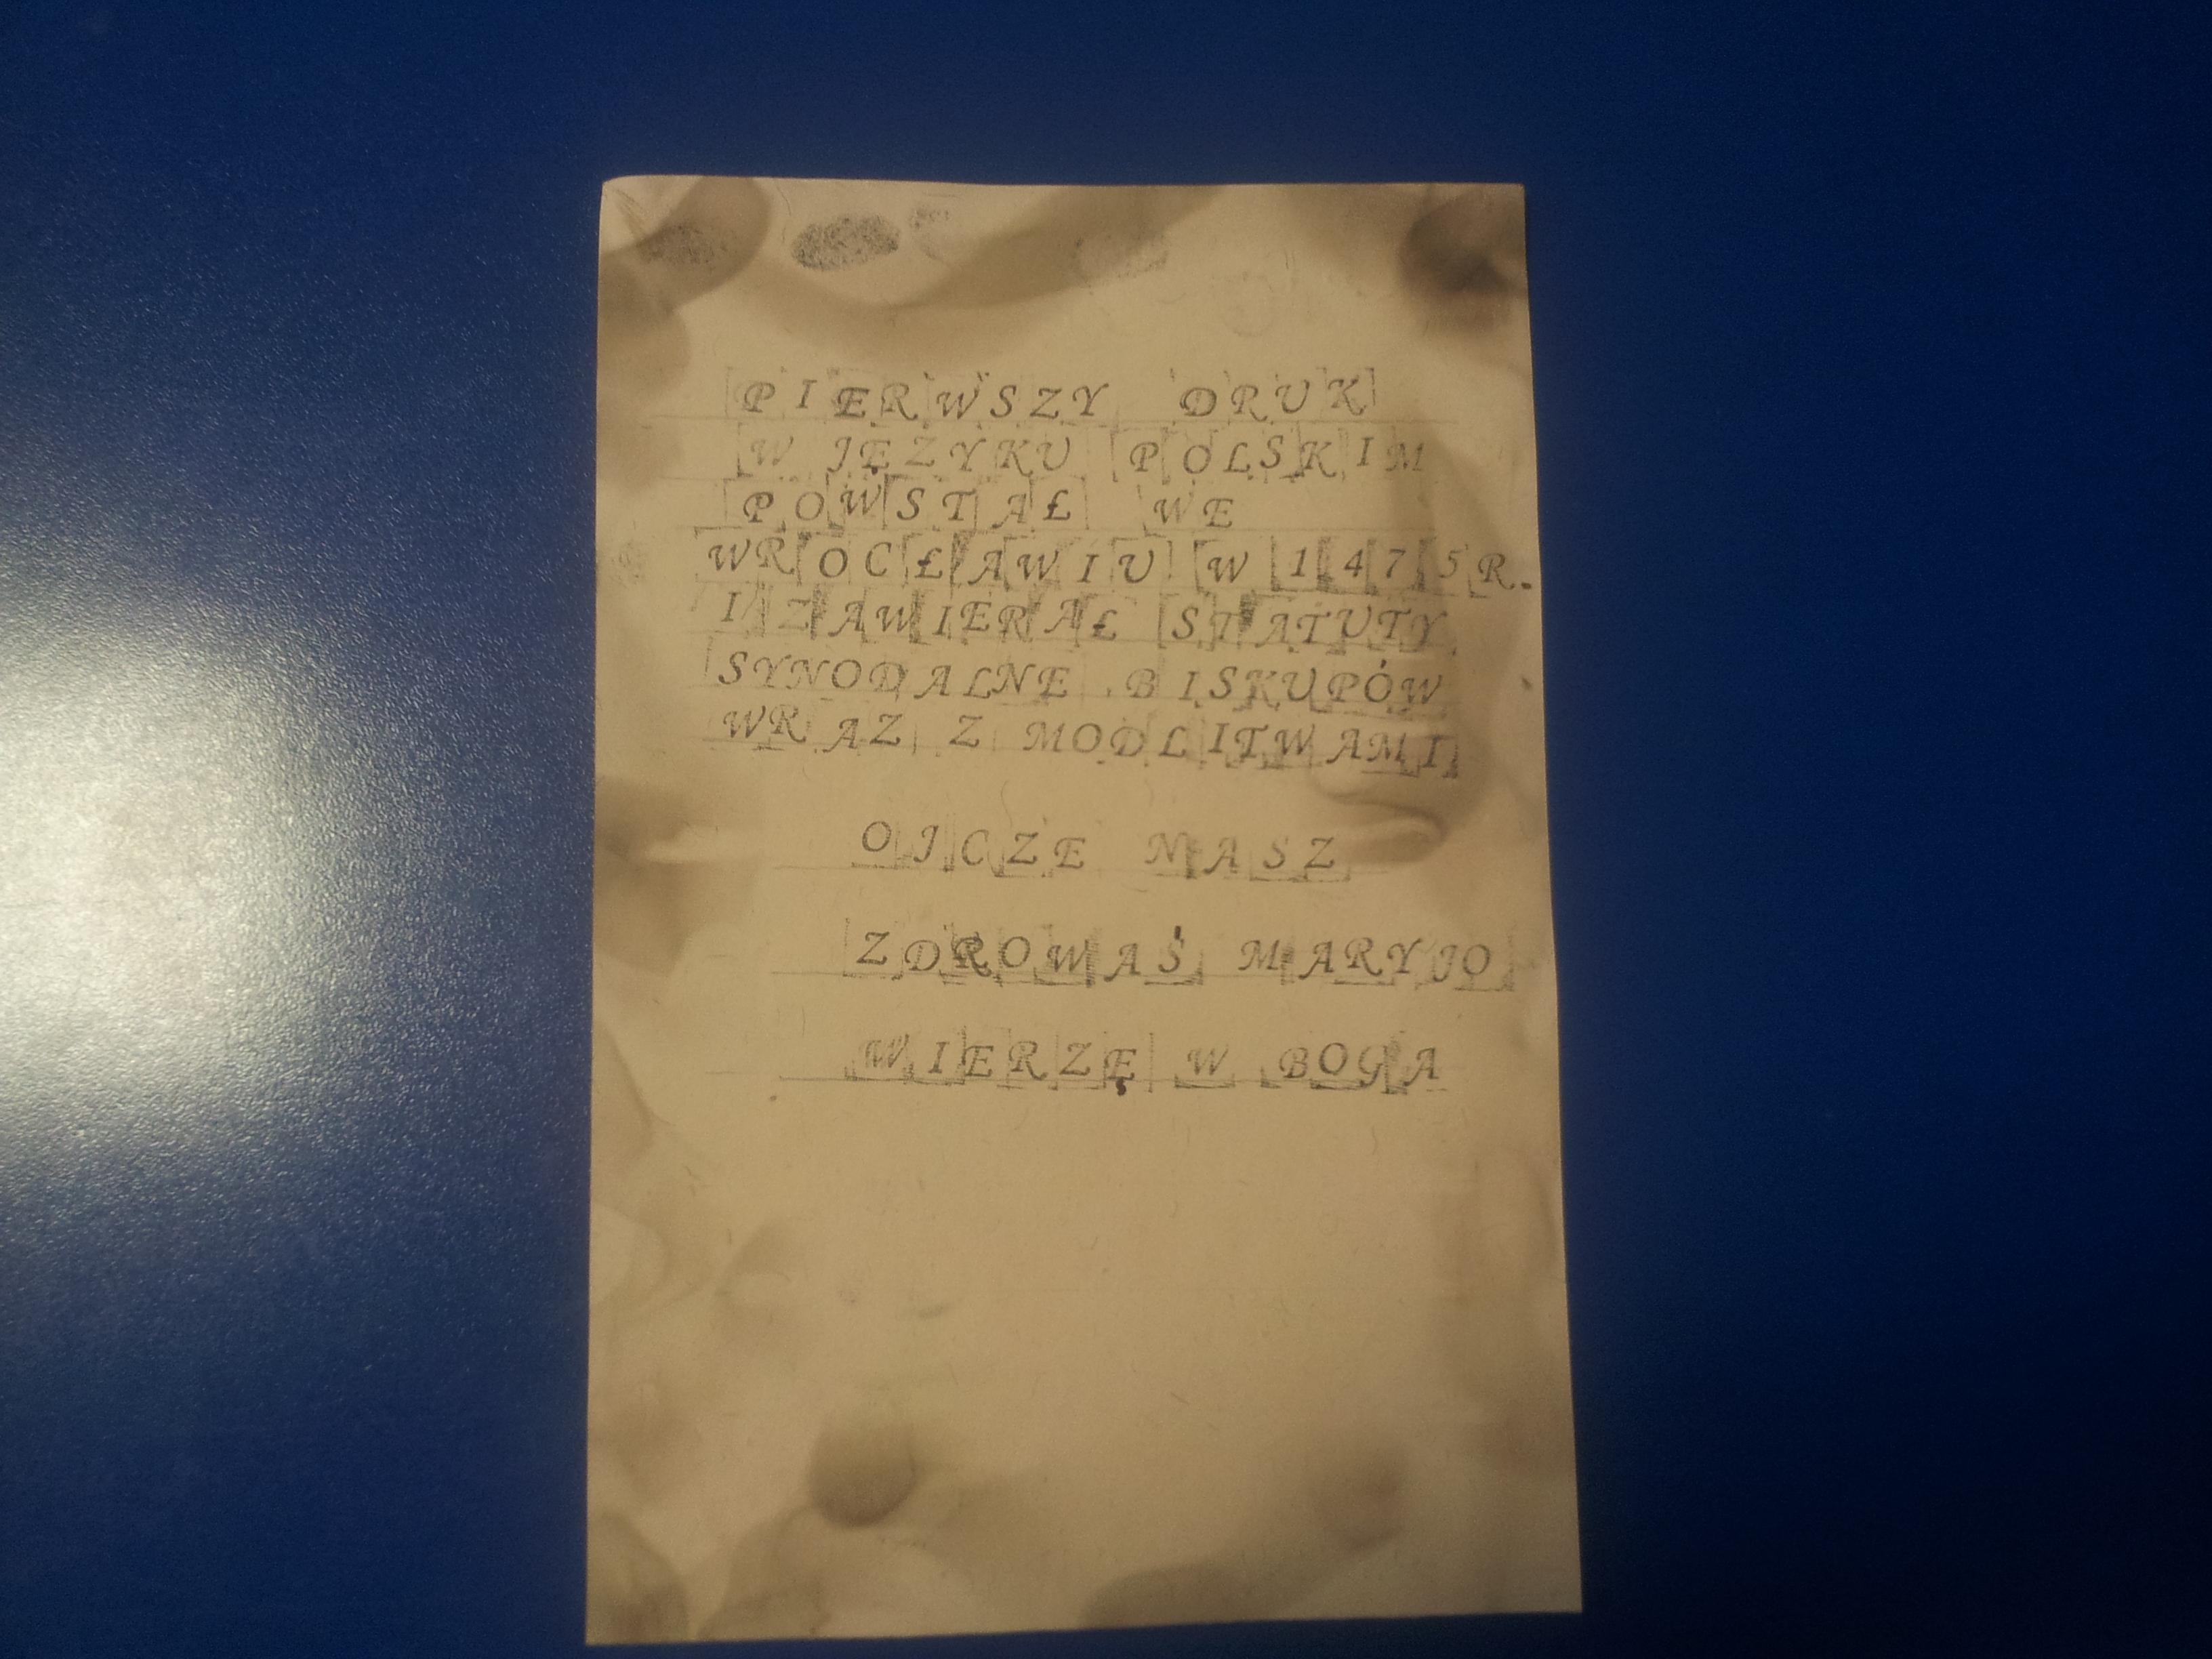 PIERWSZY DRUK
W JĘZYKU POLSKIM
POWSTAŁ WE
WROCŁAWIU W 1475 R.
I ZAWIERAŁ STATUTY
SYNODALNE BISKUPÓW
WRAZ Z MODLITWAMI
OJCZE NASZ
ZDROWAŚ MARYJO
WIERZĘ W BOGA